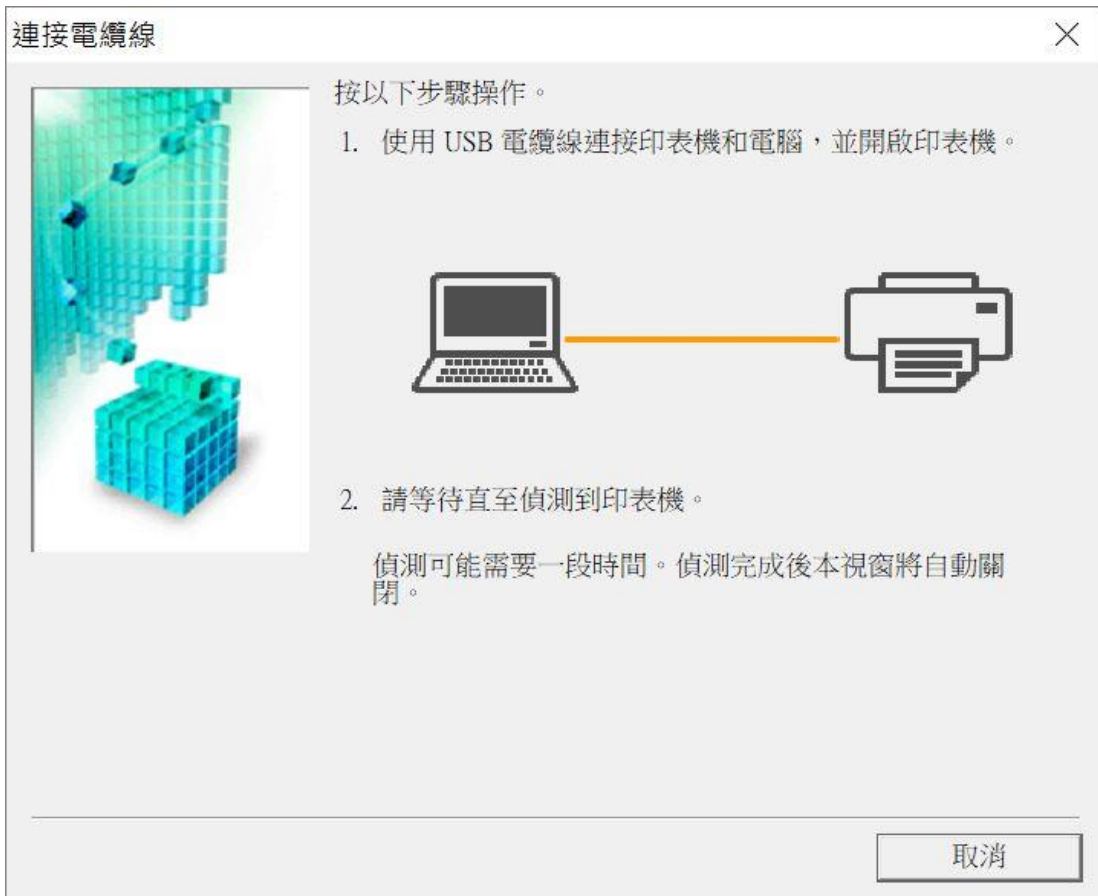 連接電纜線
按以下步驟操作。
1. 使用 USB 電纜線連接印表機和電腦，並開啟印表機。
2. 請等待直至偵測到印表機。
偵測可能需要一段時間。偵測完成後本視窗將自動關
閉。
取消